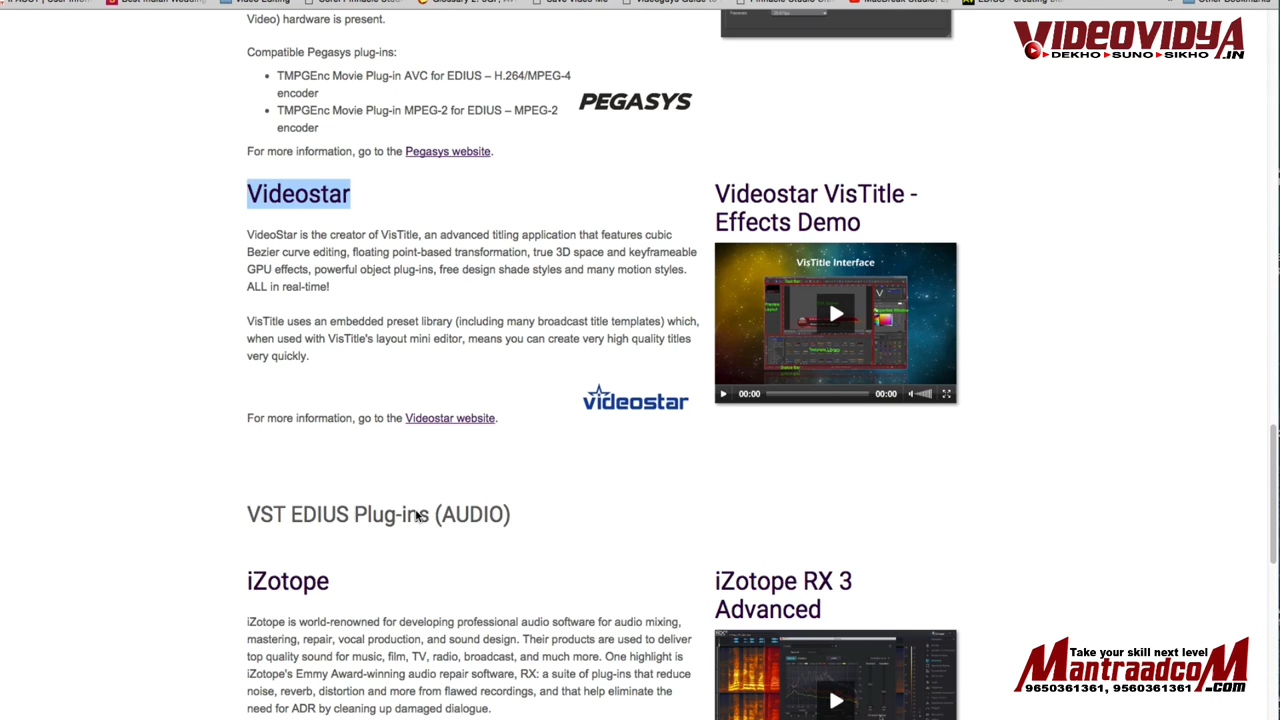 Video Editing
Save Video Me
Other Bookmarks
Video) hardware is present.
Compatible Pegasys plug-ins:
• TMPGEnc Movie Plug-in AVC for EDIUS – H.264/MPEG-4
encoder
• TMPGEnc Movie Plug-in MPEG-2 for EDIUS – MPEG-2
encoder
PEGASYS
For more information, go to the Pegasys website.
VIDEOVIDYA
.IN
DEKHO SUNO SIKHO
Videostar
VideoStar is the creator of VisTitle, an advanced titling application that features cubic
Bezier curve editing, floating point-based transformation, true 3D space and keyframeable
GPU effects, powerful object plug-ins, free design shade styles and many motion styles.
ALL in real-time!
VisTitle uses an embedded preset library (including many broadcast title templates) which,
when used with VisTitle's layout mini editor, means you can create very high quality titles
very quickly.
videostar
For more information, go to the Videostar website.
Videostar VisTitle -
Effects Demo
VisTitle Interface
00:00
00:00
VST EDIUS Plug-ins (AUDIO)
iZotope
iZotope is world-renowned for developing professional audio software for audio mixing,
mastering, repair, vocal production, and sound design. Their products are used to deliver
top quality sound for music, film, TV, radio, broadcast, and much more. One highlight is
iZotope's Emmy Award-winning audio repair software, RX: a suite of plug-ins that reduce
noise, reverb, distortion and more from flawed recordings, and that help eliminate the
need for ADR by cleaning up damaged dialogue.
iZotope RX 3
Advanced
Take your skill next level
MantraadcoM
9650361361, 9560361361, .com